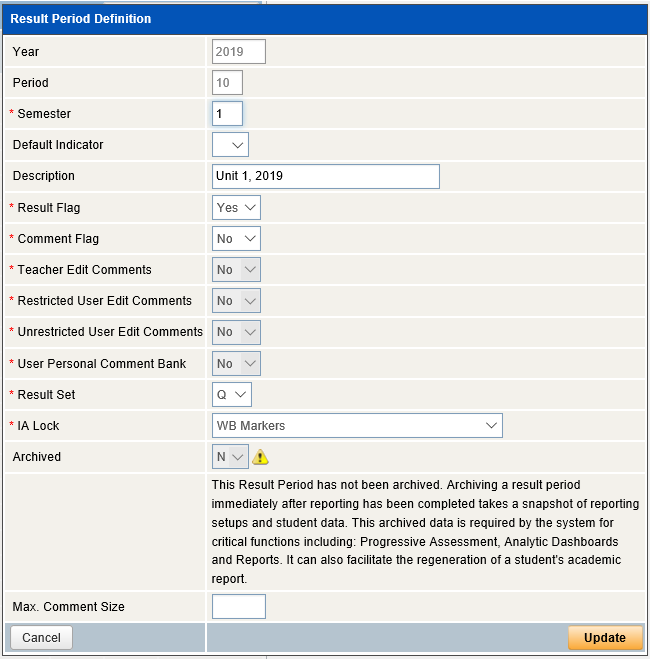 Result Period Definition
Year 2019
Period 10
* Semester 1
Default Indicator
Description Unit 1, 2019
* Result Flag Yes
* Comment Flag No
* Teacher Edit Comments No
* Restricted User Edit Comments No
* Unrestricted User Edit Comments No
* User Personal Comment Bank No
* Result Set Q
* IA Lock WB Markers
Archived N
This Result Period has not been archived. Archiving a result period
immediately after reporting has been completed takes a snapshot of reporting
setups and student data. This archived data is required by the system for
critical functions including: Progressive Assessment, Analytic Dashboards
and Reports. It can also facilitate the regeneration of a student's academic
report.
Max. Comment Size
Cancel Update